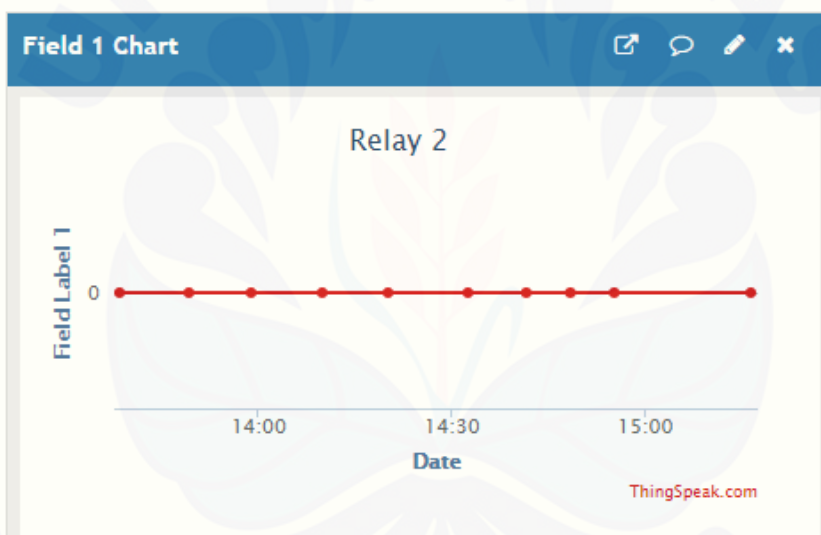 Field 1 Chart
Relay 2
Field Label 1
0
14:00 14:30 15:00
Date
ThingSpeak.com